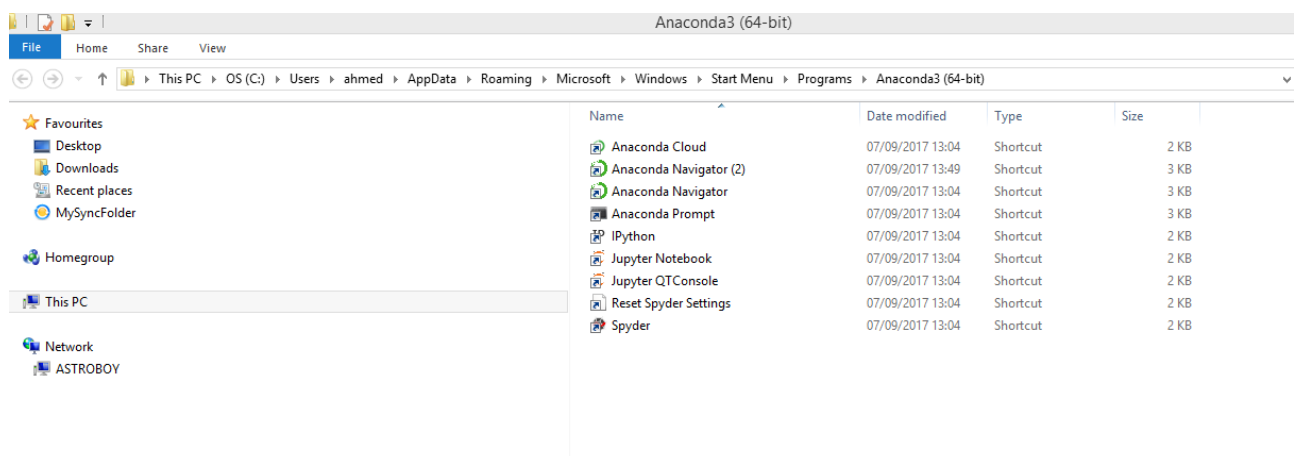 Anaconda3 (64-bit)
File Home Share View
This PC OS (C:) Users ahmed AppData Roaming Microsoft Windows Start Menu Programs Anaconda3 (64-bit)
Favourites
Desktop
Downloads
Recent places
MySyncFolder
Homegroup
This PC
Network
ASTROBOY
Name Date modified Type Size
Anaconda Cloud 07/09/2017 13:04 Shortcut 2 KB
Anaconda Navigator (2) 07/09/2017 13:49 Shortcut 3 KB
Anaconda Navigator 07/09/2017 13:04 Shortcut 3 KB
Anaconda Prompt 07/09/2017 13:04 Shortcut 3 KB
IPython 07/09/2017 13:04 Shortcut 2 KB
Jupyter Notebook 07/09/2017 13:04 Shortcut 2 KB
Jupyter QTConsole 07/09/2017 13:04 Shortcut 2 KB
Reset Spyder Settings 07/09/2017 13:04 Shortcut 2 KB
Spyder 07/09/2017 13:04 Shortcut 2 KB